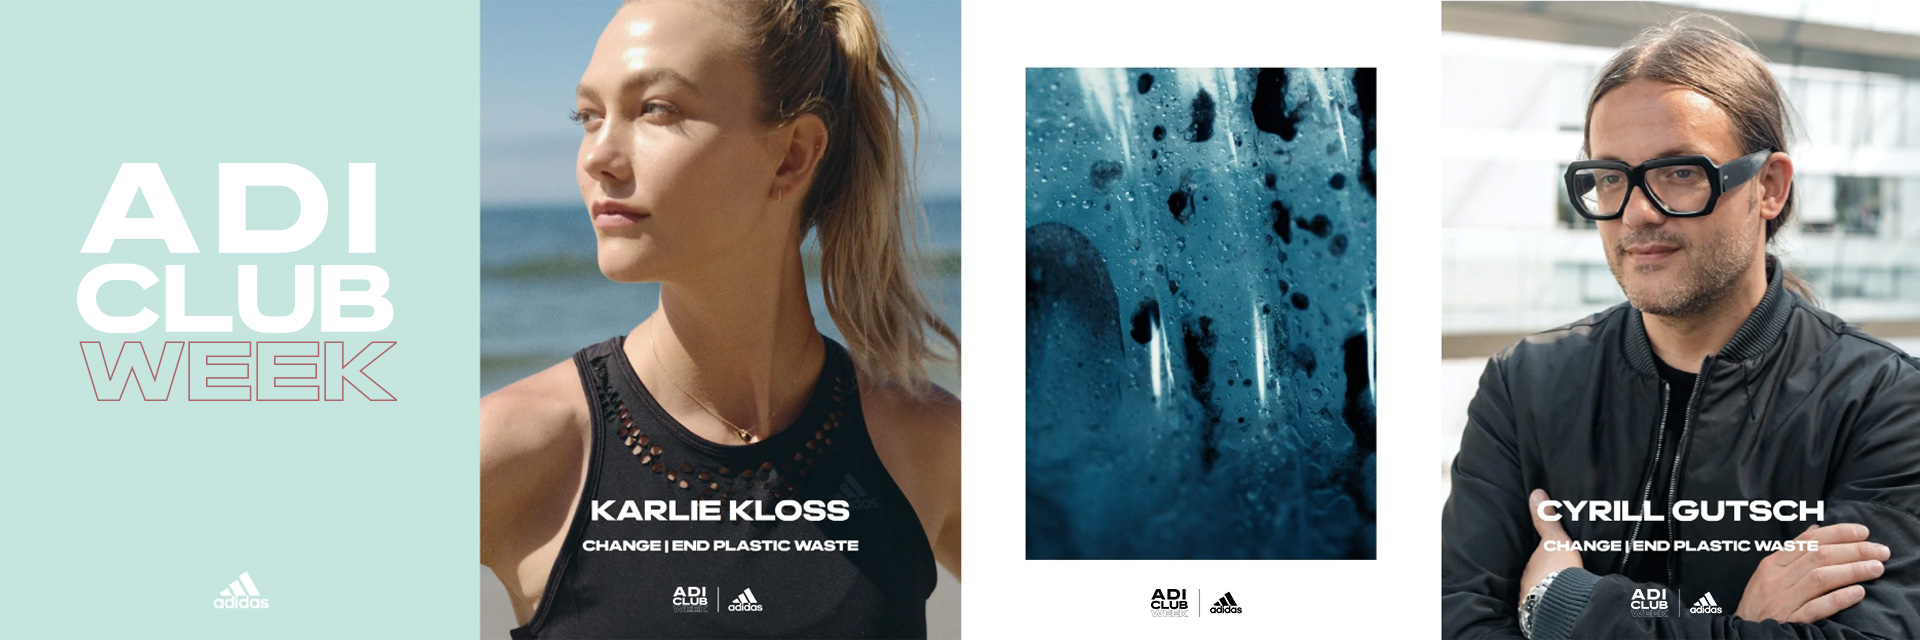 ADI
CLUB
WEEK
adidas
adidas
KARLIE KLOSS
CHANGE | END PLASTIC WASTE
ADI
CLUB
WEEK
adidas
ADI
CLUB
WEEK
adidas
CYRILL GUTSCH
CHANGE | END PLASTIC WASTE
ADI
CLUB
WEEK
adidas